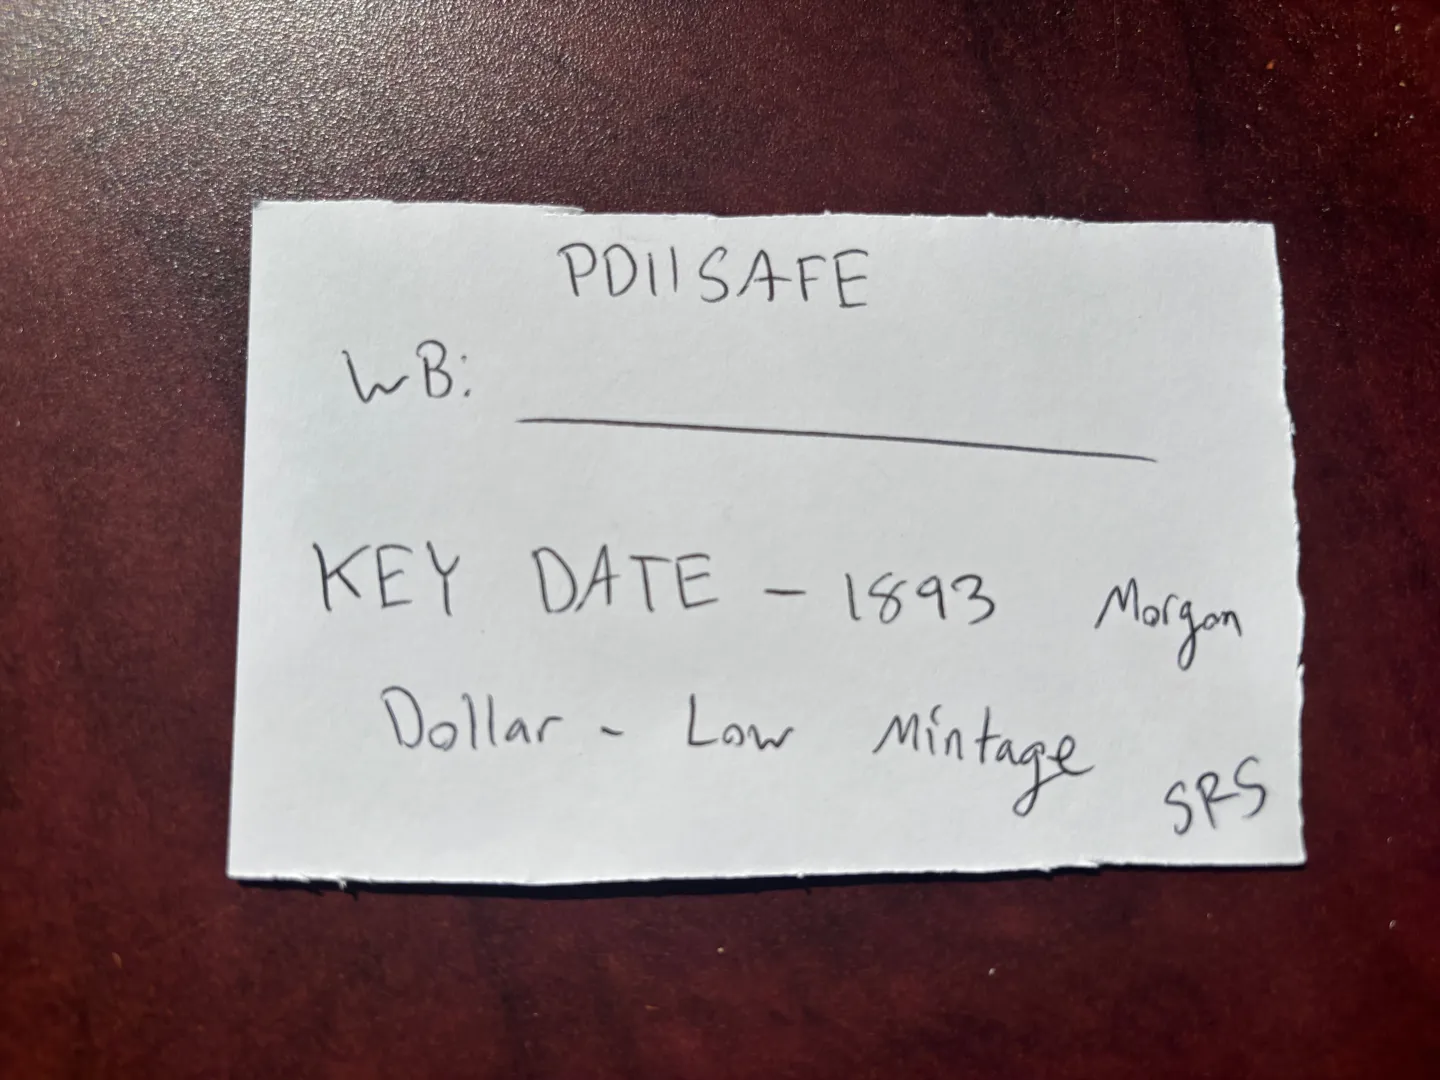 PD11SAFE
WB:
KEY DATE - 1893 Morgan
Dollar - Low Mintage
SRS